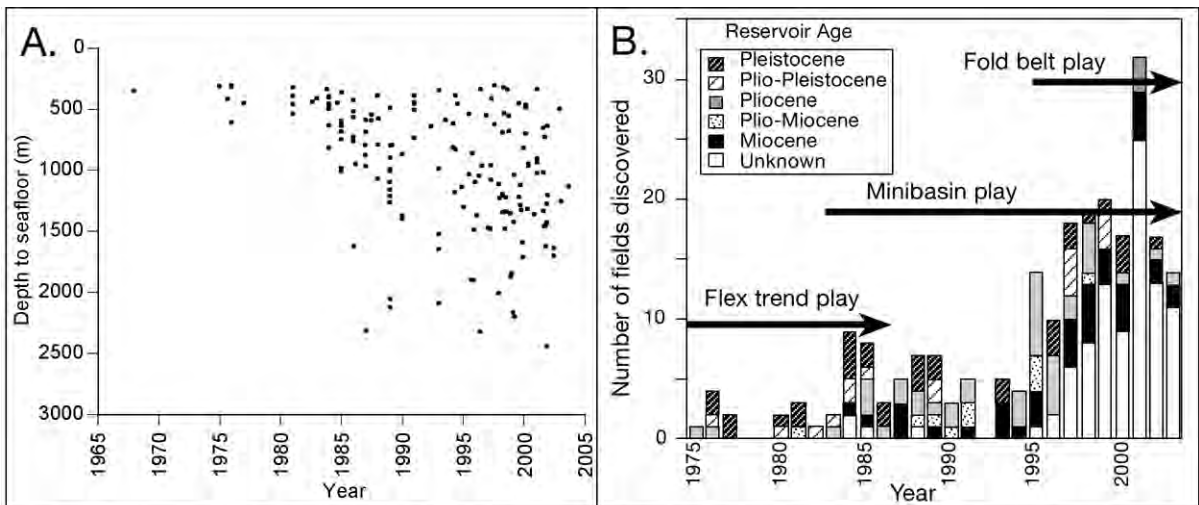 A.
0
500
1000
1500
2000
2500
3000
Depth to seafloor (m)
1965
1970
1975
1980
1985
1990
1995
2000
2005
Year
B.
Reservoir Age
Pleistocene
Plio-Pleistocene
Pliocene
Plio-Miocene
Miocene
Unknown
Fold belt play
Minibasin play
Flex trend play
30
20
10
0
Number of fields discovered
1975
1980
1985
1990
1995
2000
Year